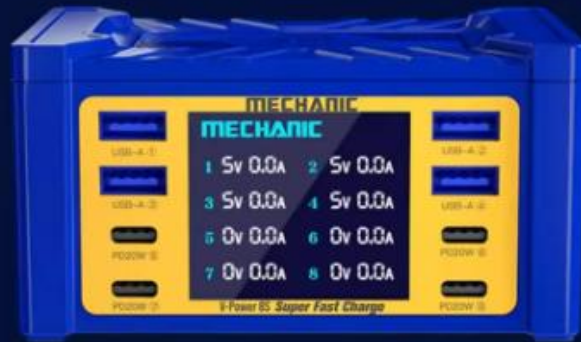 MECHANIC
MECHANIC
1 5V 0.0A 2 5V 0.0A
3 5V 0.0A 4 5V 0.0A
5 0V 0.0A 6 0V 0.0A
7 0V 0.0A 8 0V 0.0A
USB-A ①
USB-A ③
PD20W ⑤
PD20W ⑦
USB-A ②
USB-A ④
PD20W ⑥
PD20W ⑧
V-Power 8S Super Fast Charge